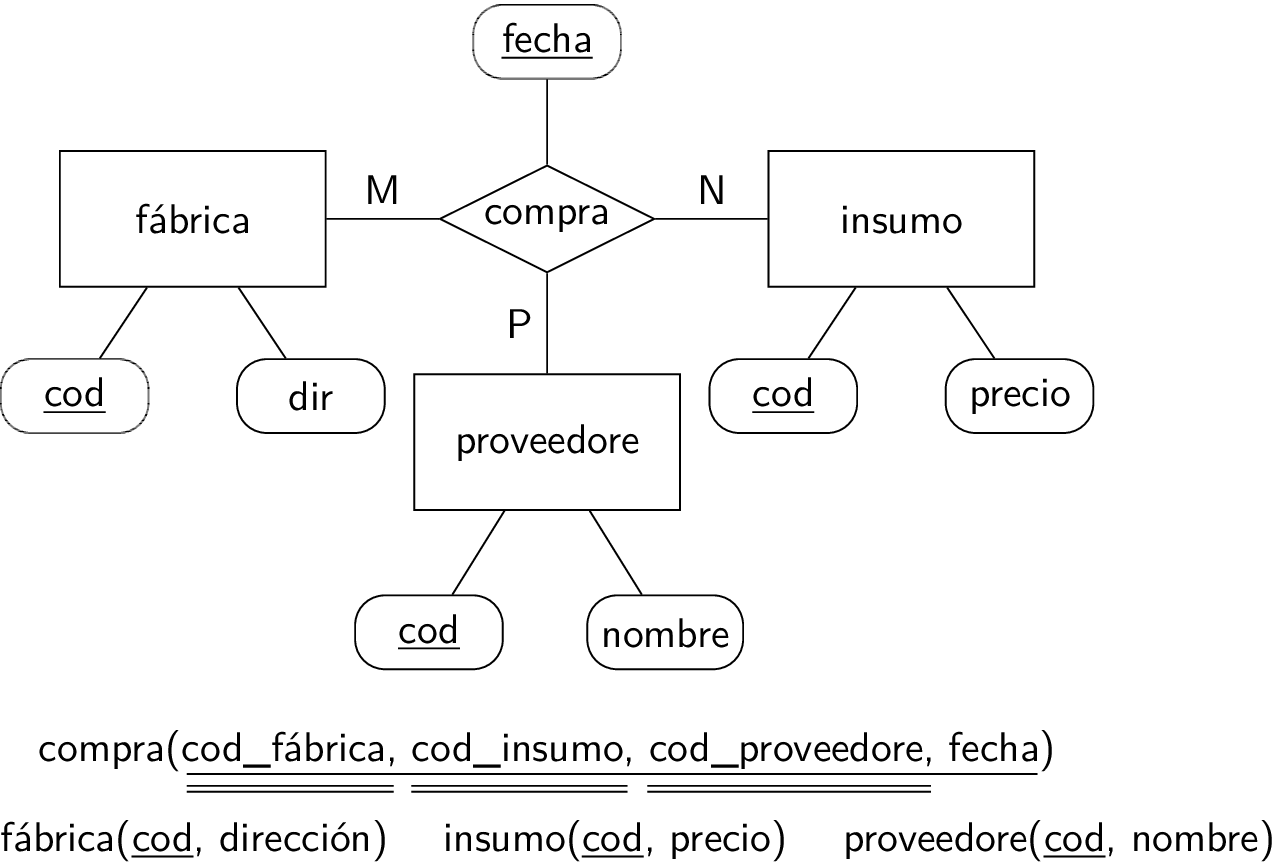 fecha
M
N
fábrica
compra
insumo
P
cod
dir
cod
precio
proveedore
cod
nombre
compra(cod_fábrica, cod_insumo, cod_proveedore, fecha)
fábrica(cod, dirección) insumo(cod, precio) proveedore(cod, nombre)